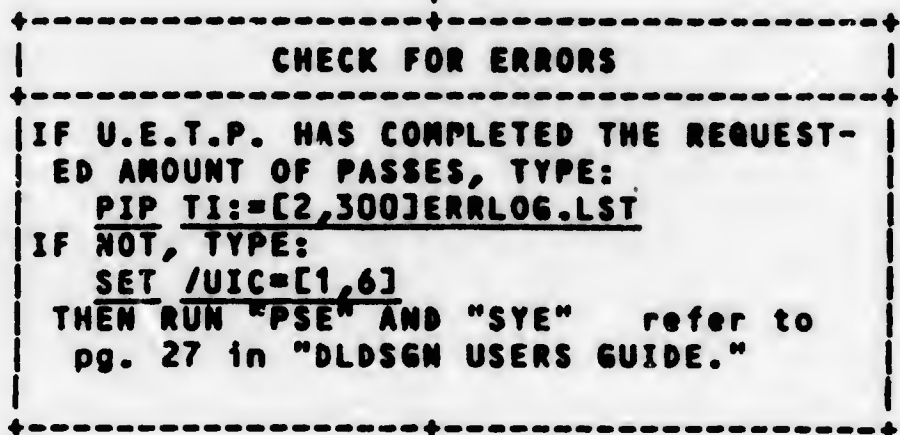 CHECK FOR ERRORS
IF U.E.T.P. HAS COMPLETED THE REQUEST-
ED AMOUNT OF PASSES, TYPE:
PIP TI:=[2,300]ERRLOG.LST
IF NOT, TYPE:
SET /UIC=[1,6]
THEN RUN "PSE" AND "SYE" refer to
pg. 27 in "DLDSGN USERS GUIDE."